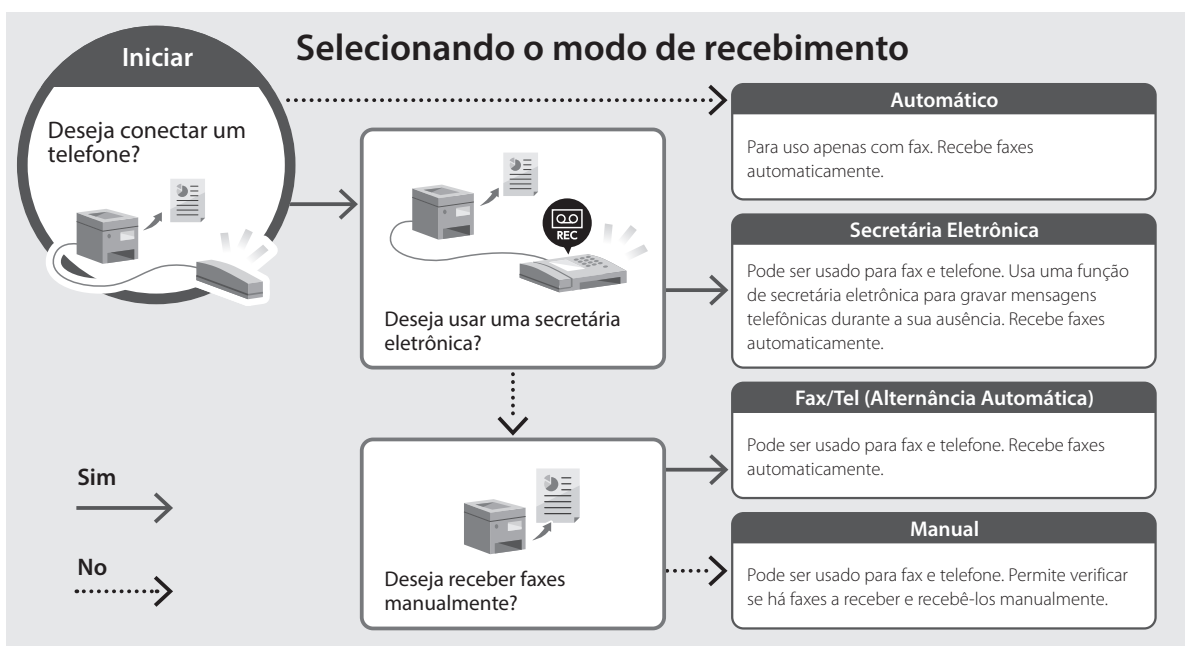 Iniciar
Selecionando o modo de recebimento
Deseja conectar um
telefone?
REC
Deseja usar uma secretária
eletrônica?
Deseja receber faxes
manualmente?
Automático
Para uso apenas com fax. Recebe faxes
automaticamente.
Secretária Eletrônica
Pode ser usado para fax e telefone. Usa uma função
de secretária eletrônica para gravar mensagens
telefônicas durante a sua ausência. Recebe faxes
automaticamente.
Fax/Tel (Alternância Automática)
Pode ser usado para fax e telefone. Recebe faxes
automaticamente.
Manual
Pode ser usado para fax e telefone. Permite verificar
se há faxes a receber e recebê-los manualmente.
Sim
No